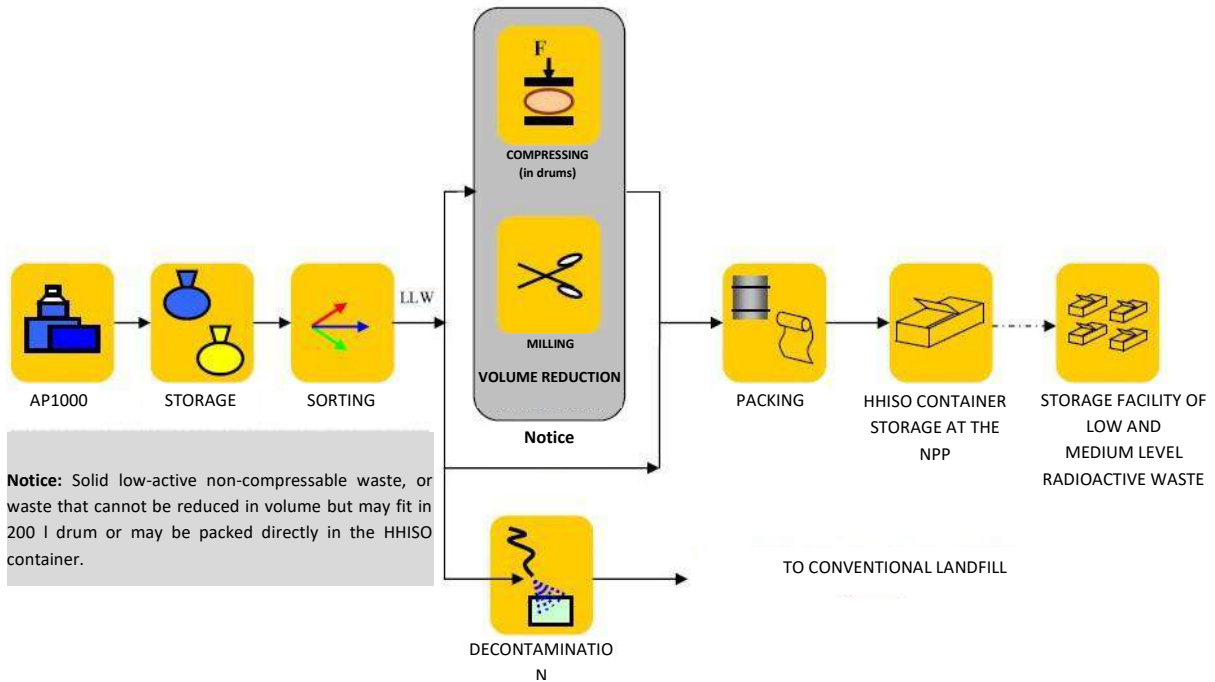 F
COMPRESSING
(in drums)
MILLING
VOLUME REDUCTION
Notice
LLW
AP1000
STORAGE
SORTING
PACKING
HHISO CONTAINER
STORAGE AT THE
NPP
STORAGE FACILITY OF
LOW AND
MEDIUM LEVEL
RADIOACTIVE WASTE
Notice: Solid low-active non-compressable waste, or
waste that cannot be reduced in volume but may fit in
200 l drum or may be packed directly in the HHISO
container.
TO CONVENTIONAL LANDFILL
DECONTAMINATIO
N